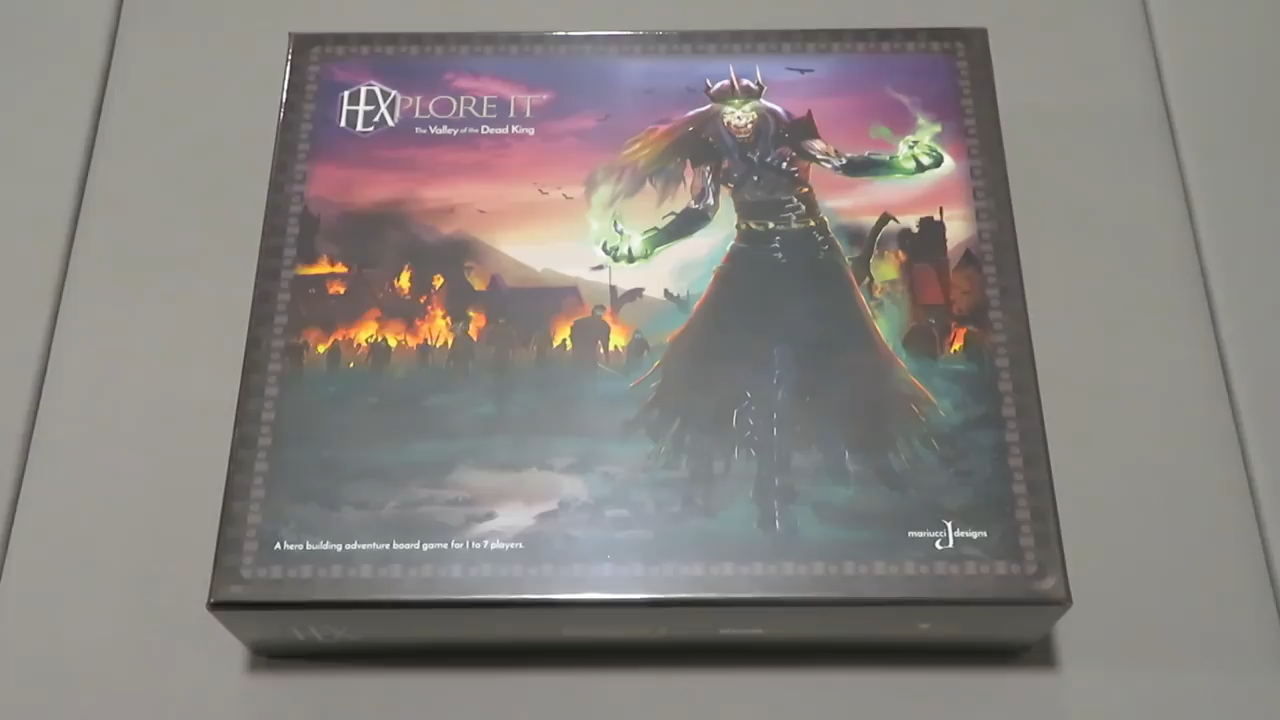 HEXPLORE IT
The Valley of the Dead King
A hero building adventure board game for 1 to 7 players.
mariucci J designs
HEX